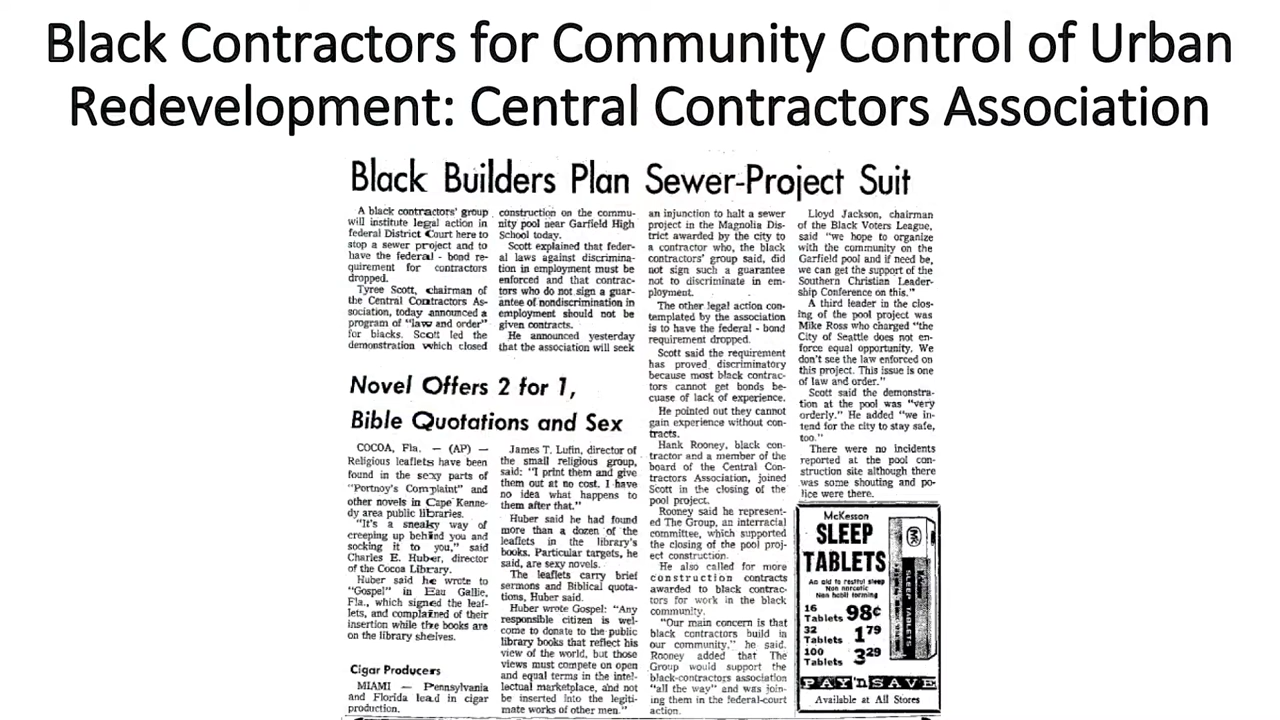 Black Contractors for Community Control of Urban
Redevelopment: Central Contractors Association
Black Builders Plan Sewer-Project Suit
A black contractors' group
will institute legal action in
federal District Court here to
stop a sewer project and to
have the federal - bond re-
quirement for contractors
dropped.
Tyree Scott, chairman of
the Central Contractors As-
sociation, today announced a
program of "law and order"
for blacks. Scott led the
demonstration which closed
construction on the commu-
nity pool near Garfield High
School today.
Scott explained that feder-
al laws against discrimina-
tion in employment must be
enforced and that contrac-
tors who do not sign a guar-
antee of nondiscrimination in
employment should not be
given contracts.
He announced yesterday
that the association will seek
an injunction to halt a sewer
project in the Magnolia Dis-
trict awarded by the city to
a contractor who, the black
contractors' group said, did
not sign such a guarantee
not to discriminate in em-
ployment.
The other legal action con-
templated by the association
is to have the federal - bond
requirement dropped.
Scott said the requirement
has proved discriminatory
because most black contrac-
tors cannot get bonds be-
cuase of lack of experience.
He pointed out they cannot
gain experience without con-
tracts.
Hank Rooney, black con-
tractor and a member of the
board of the Central Con-
tractors Association, joined
Scott in the closing of the
pool project.
Rooney said he represent-
ed The Group, an interracial
committee, which supported
the closing of the pool proj-
ect construction.
He also called for more
construction contracts
awarded to black contrac-
tors for work in the black
community.
"Our main concern is that
black contractors build in
our community," he said.
Rooney added that The
Group would support the
black-contractors association
"all the way" and was join-
ing them in the federal-court
action.
Lloyd Jackson, chairman
of the Black Voters League,
said "we hope to organize
with the community on the
Garfield pool and if need be,
we can get the support of the
Southern Christian Leader-
ship Conference on this."
A third leader in the clos-
ing of the pool project was
Mike Ross who charged "the
City of Seattle does not en-
force equal opportunity. We
don't see the law enforced on
this project. This issue is one
of law and order."
Scott said the demonstra-
tion at the pool was "very
orderly." He added "we in-
tend for the city to stay safe,
too."
There were no incidents
reported at the pool con-
struction site although there
was some shouting and po-
lice were there.
Novel Offers 2 for 1,
Bible Quotations and Sex
COCOA, Fla. — (AP) —
Religious leaflets have been
found in the sexy parts of
"Portnoy's Complaint" and
other novels in Cape Kenne-
dy area public libraries.
"It's a sneaky way of
creeping up behind you and
socking it to you," said
Charles E. Huber, director
of the Cocoa Library.
Huber said he wrote to
"Gospel" in Eau Gallie,
Fla., which signed the leaf-
lets, and complained of their
insertion while the books are
on the library shelves.
James T. Lufin, director of
the small religious group,
said: "I print them and give
them out at no cost. I have
no idea what happens to
them after that."
Huber said he had found
more than a dozen of the
leaflets in the library's
books. Particular targets, he
said, are sexy novels.
The leaflets carry brief
sermons and Biblical quota-
tions, Huber said.
Huber wrote Gospel: "Any
responsible citizen is wel-
come to donate to the public
library books that reflect his
view of the world, but those
views must compete on open
and equal terms in the intel-
lectual marketplace, and not
be inserted into the legiti-
mate works of other men."
Cigar Producers
MIAMI — Pennsylvania
and Florida lead in cigar
production.
McKesson
SLEEP
TABLETS
An aid to restful sleep
Non narcotic
Non habit forming
16
Tablets 98¢
32
Tablets 1 79
100
Tablets 3 29
SLEEP TABLETS
PAY'n SAVE
Available at All Stores